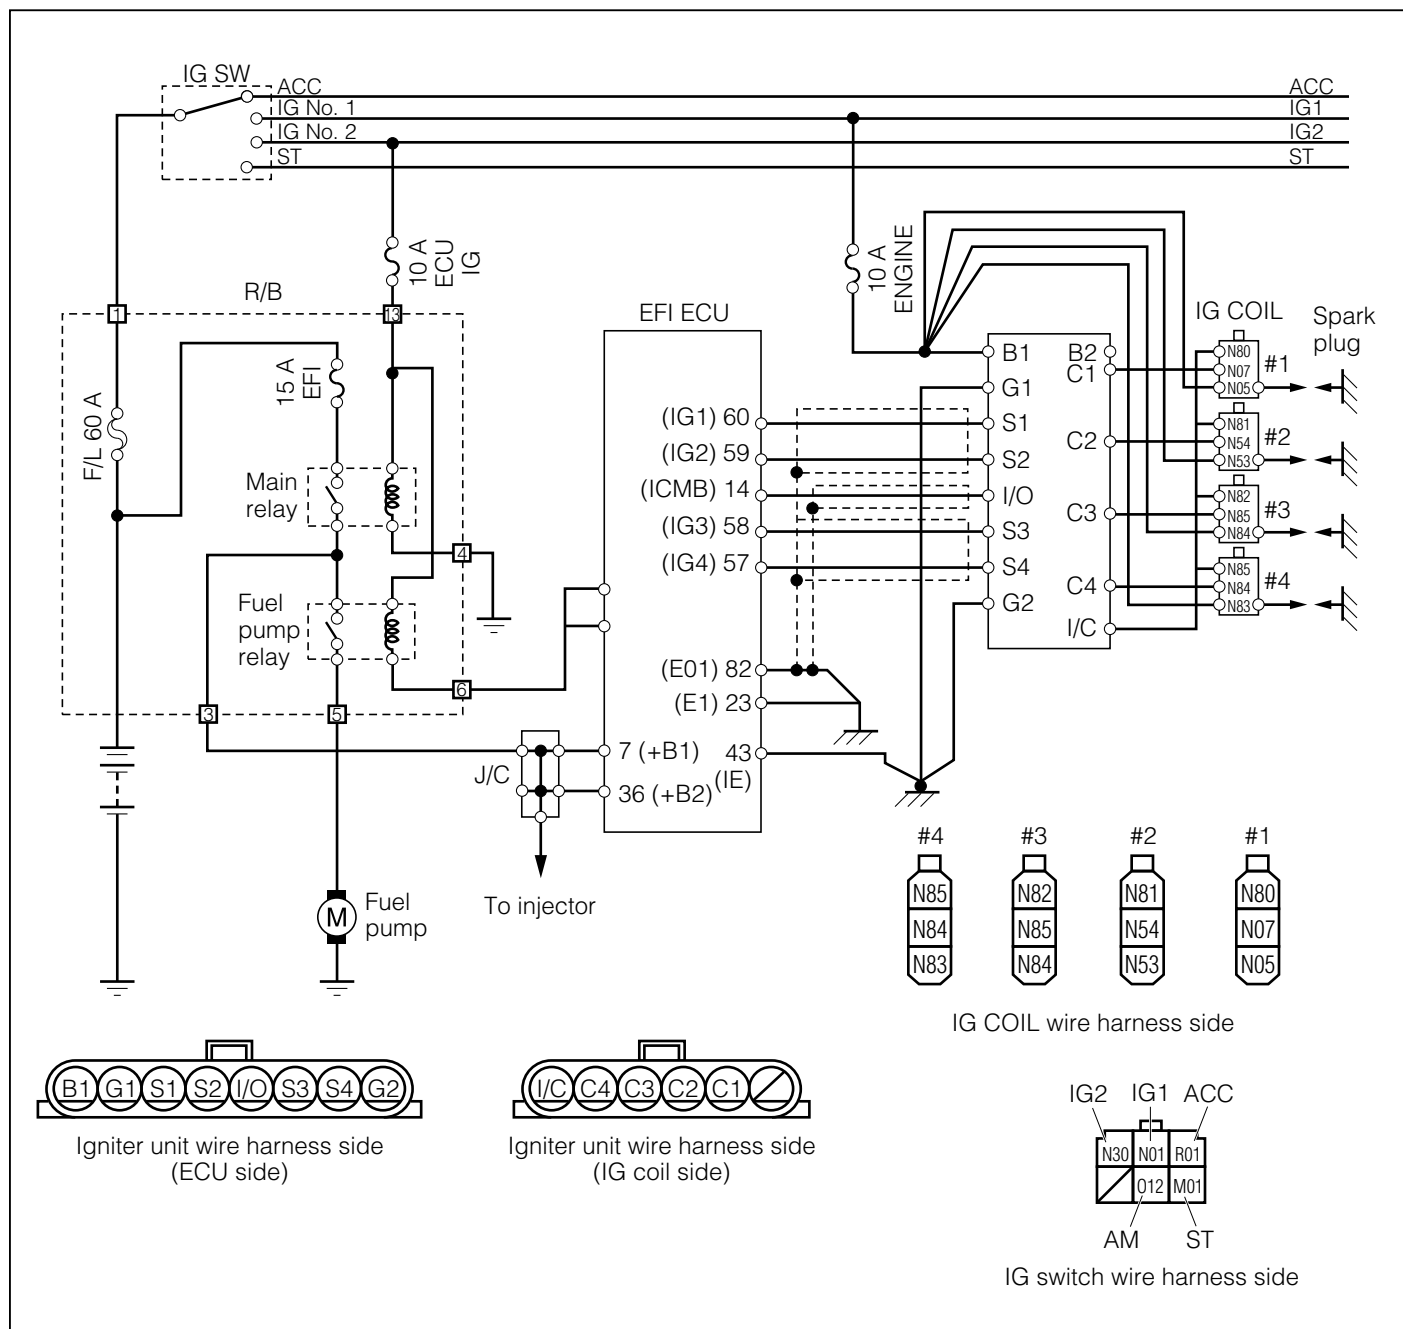 IG SW
ACC
ACC
IG No. 1
IG1
IG No. 2
IG2
ST
ST
10 A
ECU
IG
10 A
ENGINE
R/B
1
13
15 A
EFI
F/L 60 A
Main
relay
4
Fuel
pump
relay
6
3
5
EFI ECU
(IG1) 60
(IG2) 59
(ICMB) 14
(IG3) 58
(IG4) 57
(E01) 82
(E1) 23
7 (+B1)
43
(IE)
36 (+B2)
J/C
To injector
M
Fuel
pump
B1
G1
S1
S2
I/O
S3
S4
G2
B2
C1
C2
C3
C4
I/C
IG COIL
Spark
plug
N80
N07
N05
#1
N81
N54
N53
#2
N82
N85
N84
#3
N85
N84
N83
#4
#4
#3
#2
#1
N85
N82
N81
N80
N84
N85
N54
N07
N83
N84
N53
N05
IG COIL wire harness side
B1
G1
S1
S2
I/O
S3
S4
G2
Igniter unit wire harness side
(ECU side)
I/C
C4
C3
C2
C1
Igniter unit wire harness side
(IG coil side)
IG2
IG1
ACC
N30
N01
R01
O12
M01
AM
ST
IG switch wire harness side